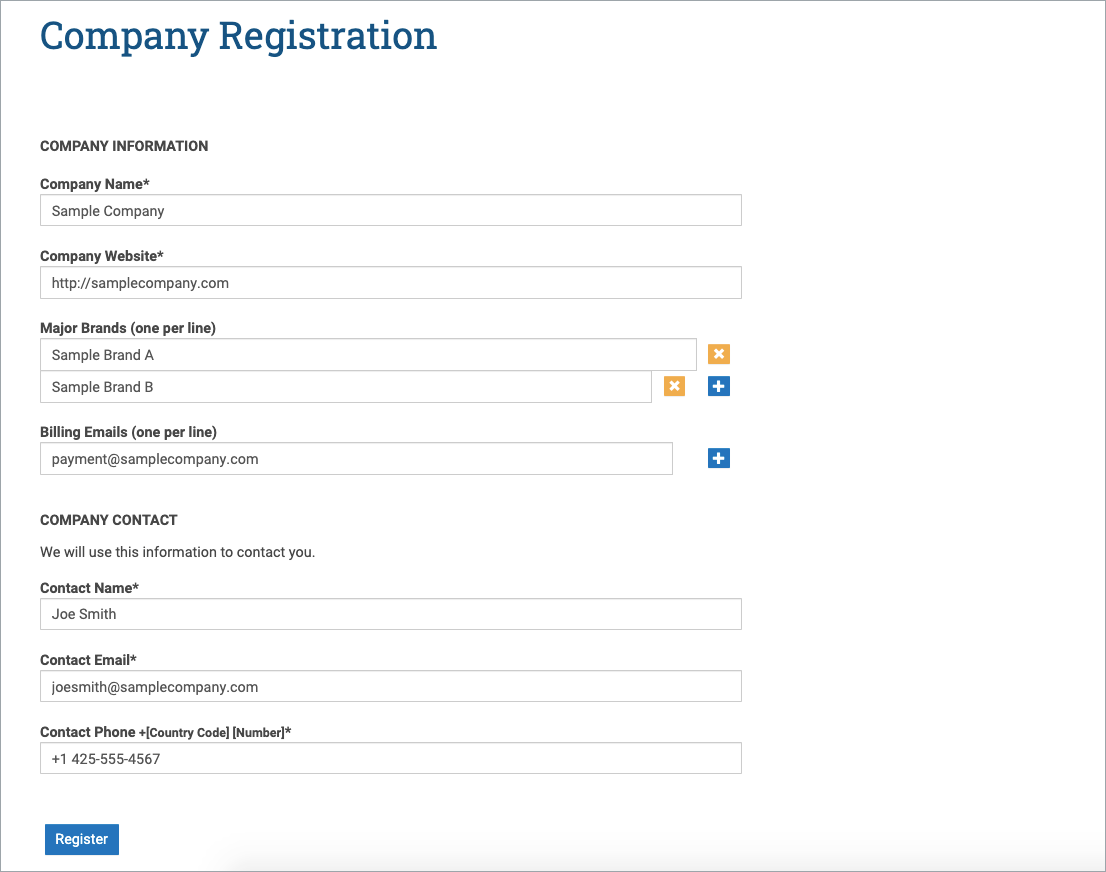 Company Registration
COMPANY INFORMATION
Company Name*
Sample Company
Company Website*
http://samplecompany.com
Major Brands (one per line)
Sample Brand A
Sample Brand B
Billing Emails (one per line)
payment@samplecompany.com
COMPANY CONTACT
We will use this information to contact you.
Contact Name*
Joe Smith
Contact Email*
joesmith@samplecompany.com
Contact Phone +[Country Code] [Number]*
+1 425-555-4567
Register